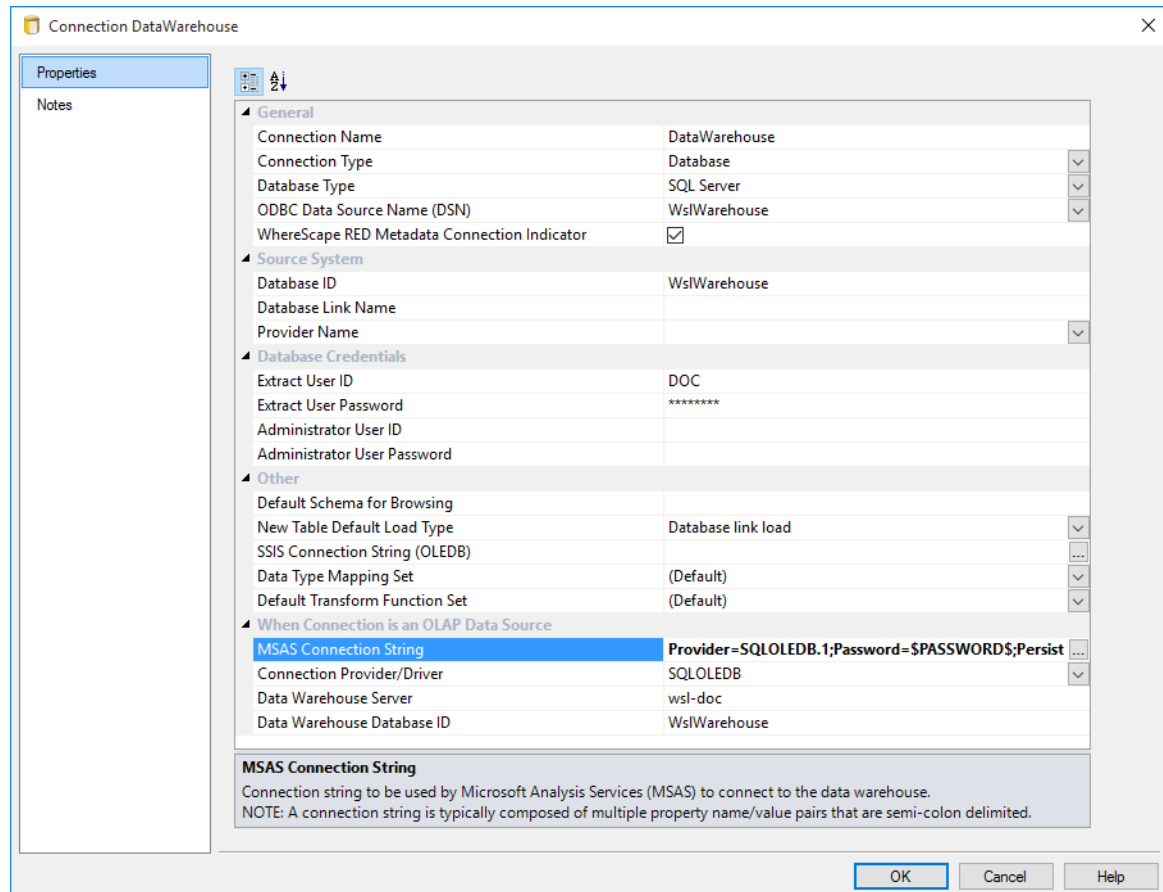 Connection DataWarehouse
Properties
Notes
General
Connection Name DataWarehouse
Connection Type Database
Database Type SQL Server
ODBC Data Source Name (DSN) WslWarehouse
WhereScape RED Metadata Connection Indicator
Source System
Database ID WslWarehouse
Database Link Name
Provider Name
Database Credentials
Extract User ID DOC
Extract User Password ********
Administrator User ID
Administrator User Password
Other
Default Schema for Browsing
New Table Default Load Type Database link load
SSIS Connection String (OLEDB) ...
Data Type Mapping Set (Default)
Default Transform Function Set (Default)
When Connection is an OLAP Data Source
MSAS Connection String Provider=SQLOLEDB.1;Password=$PASSWORD$;Persist ...
Connection Provider/Driver SQLOLEDB
Data Warehouse Server wsl-doc
Data Warehouse Database ID WslWarehouse
MSAS Connection String
Connection string to be used by Microsoft Analysis Services (MSAS) to connect to the data warehouse.
NOTE: A connection string is typically composed of multiple property name/value pairs that are semi-colon delimited.
OK Cancel Help